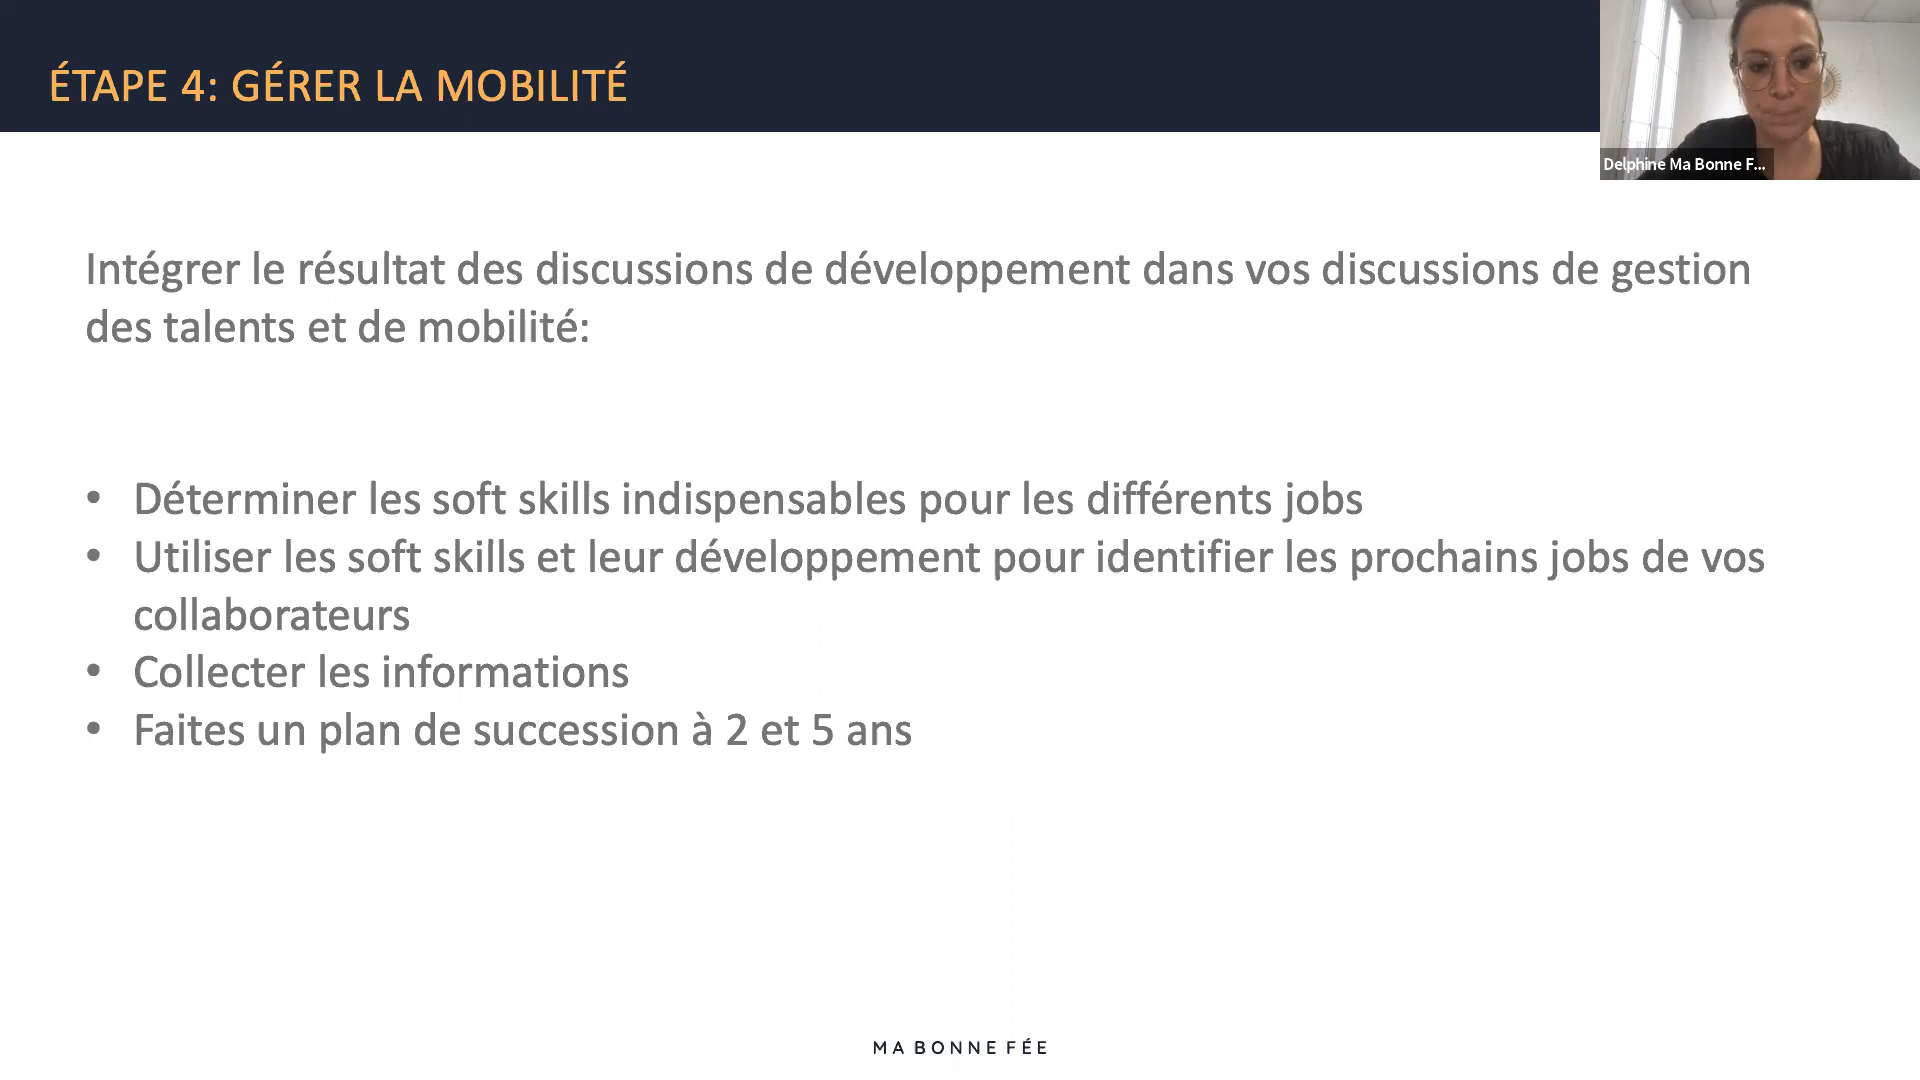 ÉTAPE 4: GÉRER LA MOBILITÉ
Delphine Ma Bonne F...
Intégrer le résultat des discussions de développement dans vos discussions de gestion
des talents et de mobilité:
• Déterminer les soft skills indispensables pour les différents jobs
• Utiliser les soft skills et leur développement pour identifier les prochains jobs de vos
collaborateurs
• Collecter les informations
• Faites un plan de succession à 2 et 5 ans
MA BONNE FÉE